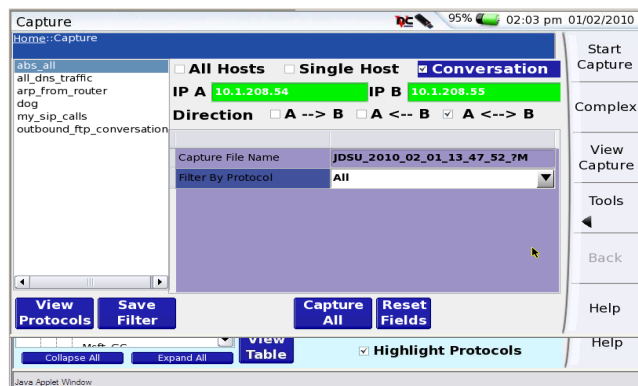 Capture
95%
02:03 pm 01/02/2010
Home::Capture
abs_all
all_dns_traffic
arp_from_router
dog
my_sip_calls
outbound_ftp_conversation
All Hosts
Single Host
Conversation
IP A 10.1.208.54
IP B 10.1.208.55
Direction
A --> B
A <-- B
A <--> B
Capture File Name
JDSU_2010_02_01_13_47_52_?M
Filter By Protocol
All
View Protocols
Save Filter
Capture All
Reset Fields
Start Capture
Complex
View Capture
Tools
Back
Help
Collapse All
Expand All
View Table
Highlight Protocols
Help
Java Applet Window